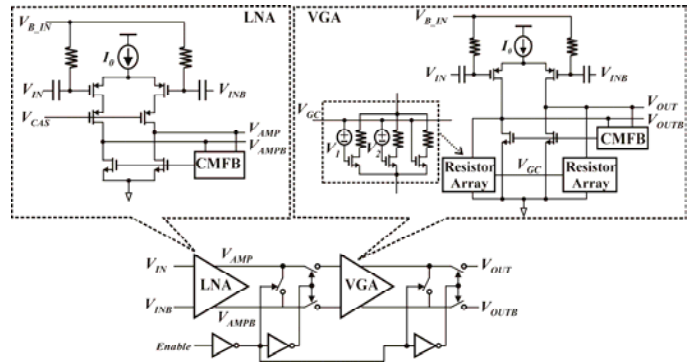 LNA
V_B_IN
I_0
V_IN
V_INB
V_CAS
V_AMP
V_AMPB
CMFB
VGA
V_B_IN
I_0
V_IN
V_INB
V_GC
V_1
V_2
V_OUT
V_OUTB
CMFB
Resistor
Array
V_GC
Resistor
Array
V_IN
LNA
V_AMP
VGA
V_OUT
V_INB
V_AMPB
V_OUTB
Enable